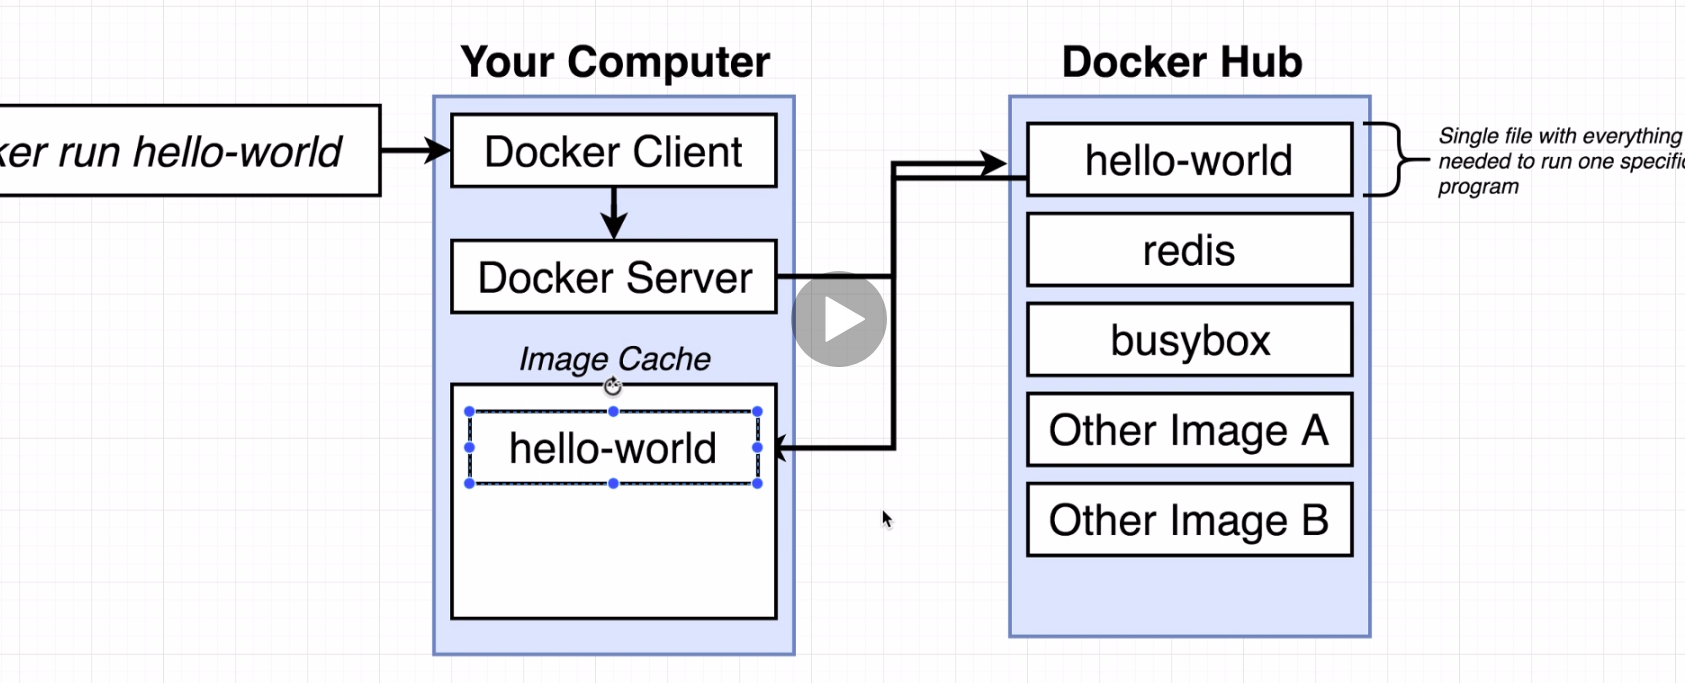 Your Computer
Docker Hub
ker run hello-world
Docker Client
Docker Server
Image Cache
hello-world
hello-world
redis
busybox
Other Image A
Other Image B
Single file with everything
needed to run one specific
program